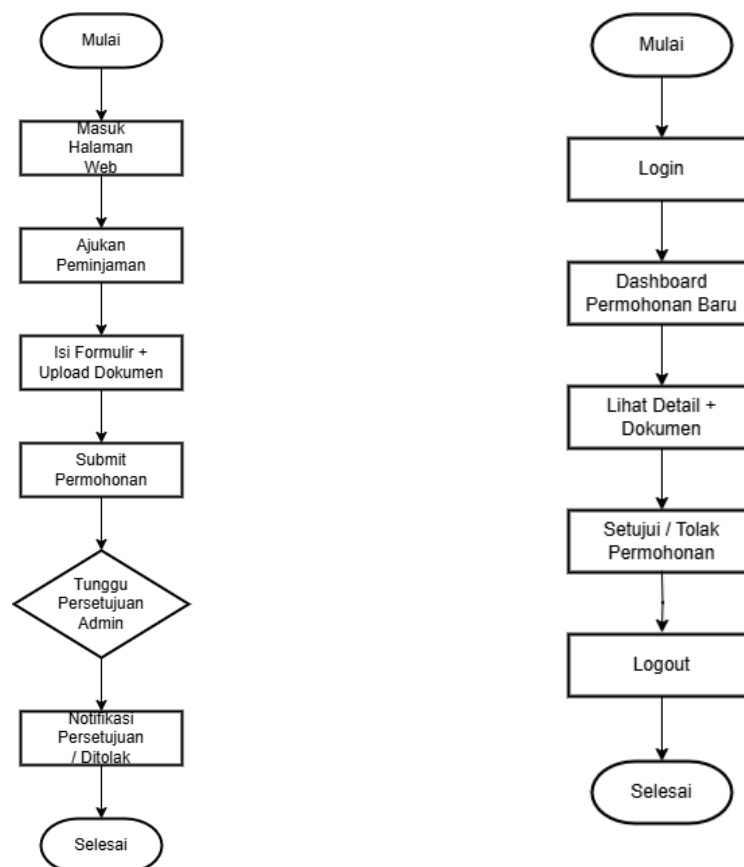 Mulai
Masuk
Halaman
Web
Ajukan
Peminjaman
Isi Formulir +
Upload Dokumen
Submit
Permohonan
Tunggu
Persetujuan
Admin
Notifikasi
Persetujuan
/ Ditolak
Selesai
Mulai
Login
Dashboard
Permohonan Baru
Lihat Detail +
Dokumen
Setujui / Tolak
Permohonan
Logout
Selesai